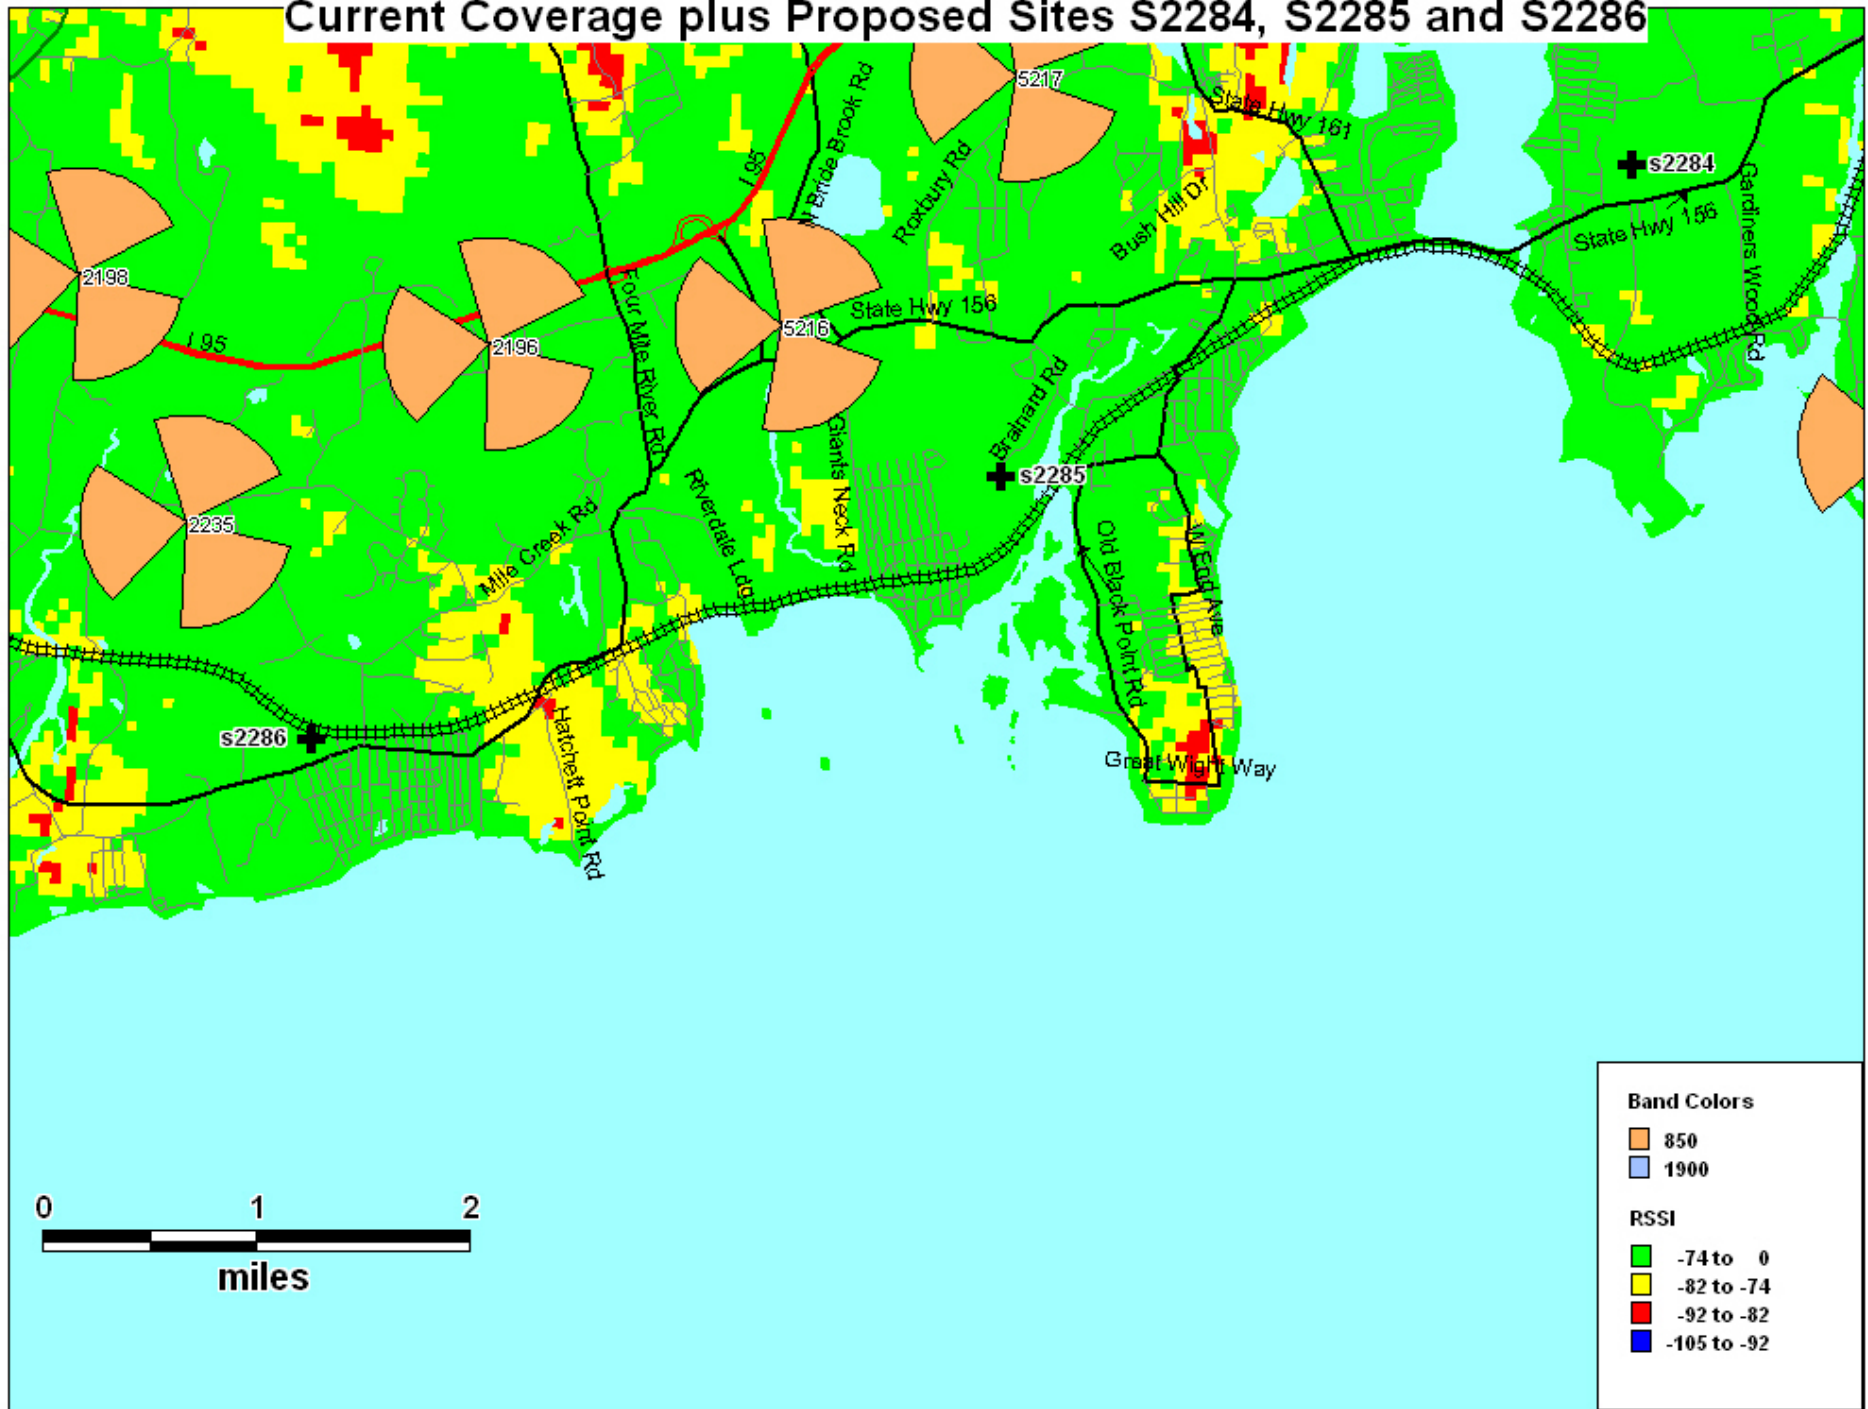 Current Coverage plus Proposed Sites S2284, S2285 and S2286
5217
State Hwy 161
N Bride Brook Rd
I 95
Roxbury Rd
Bush Hill Dr
s2284
State Hwy 156
Gardiners Wood Rd
2198
I 95
2196
Four Mile River Rd
5216
State Hwy 156
Brainard Rd
s2285
Giants Neck Rd
Riverdale Ldg
2235
Mile Creek Rd
Old Black Point Rd
W End Ave
s2286
Hatchett Point Rd
Great Wight Way
0 1 2
miles
Band Colors
850
1900
RSSI
-74 to 0
-82 to -74
-92 to -82
-105 to -92